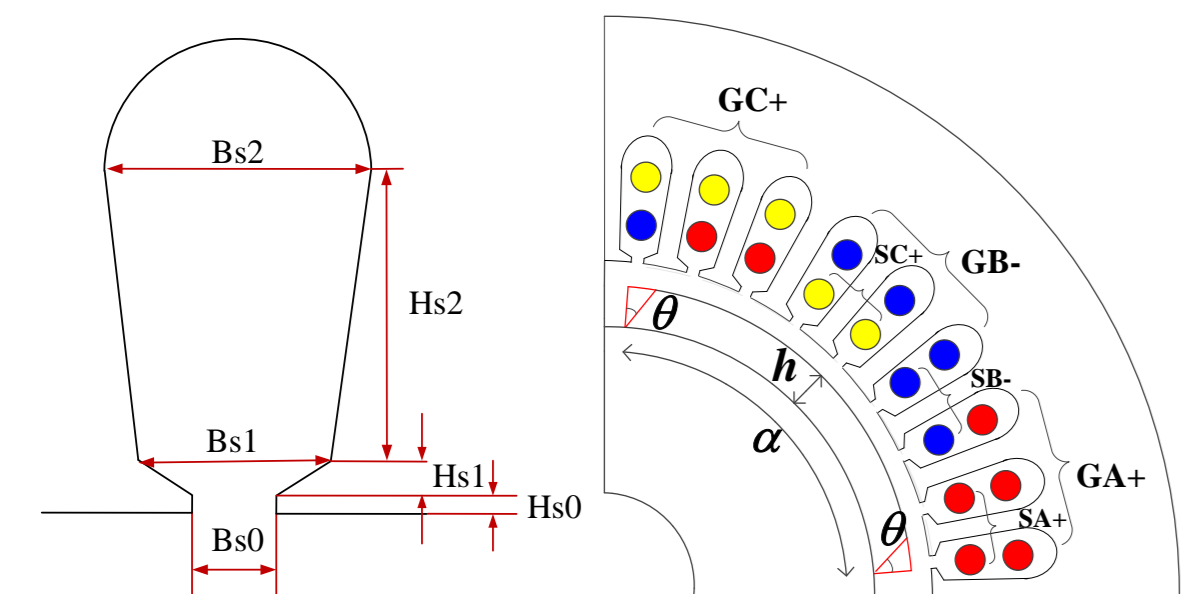 Bs2
Hs2
Bs1
Hs1
Hs0
Bs0
GC+
SC+
GB-
θ
h
SB-
α
GA+
SA+
θ